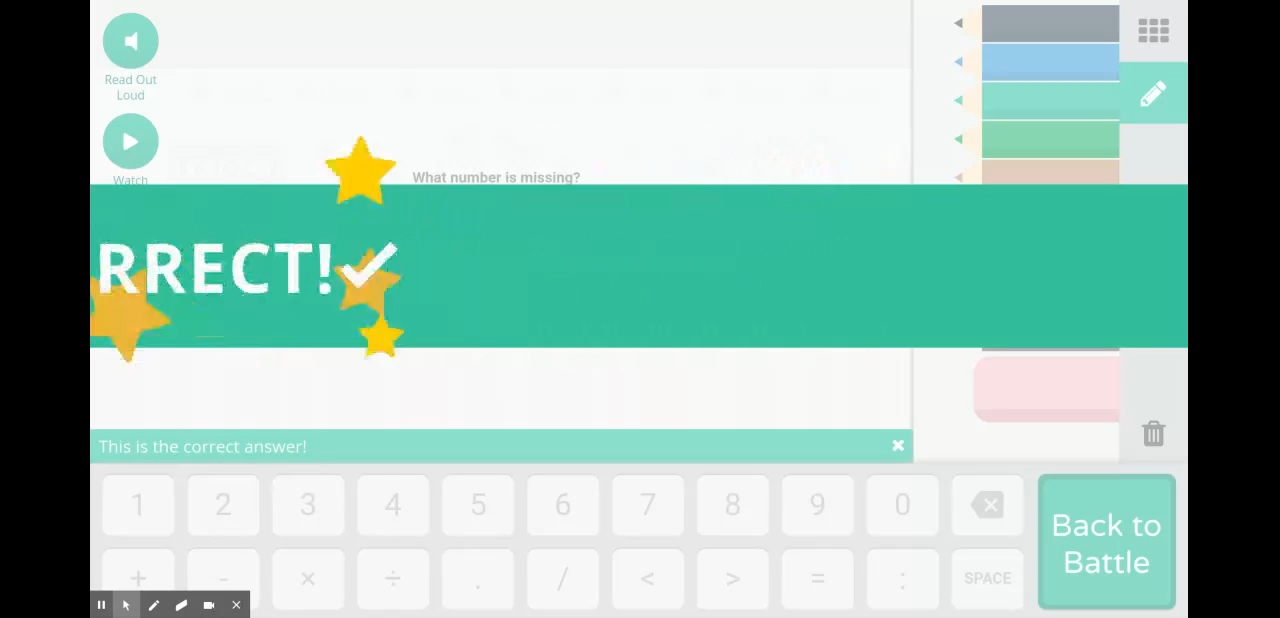 Read Out
Loud
Watch
What number is missing?
RRECT!
This is the correct answer!
1 2 3 4 5 6 7 8 9 0
+ - × ÷ . / < > = : SPACE
Back to
Battle